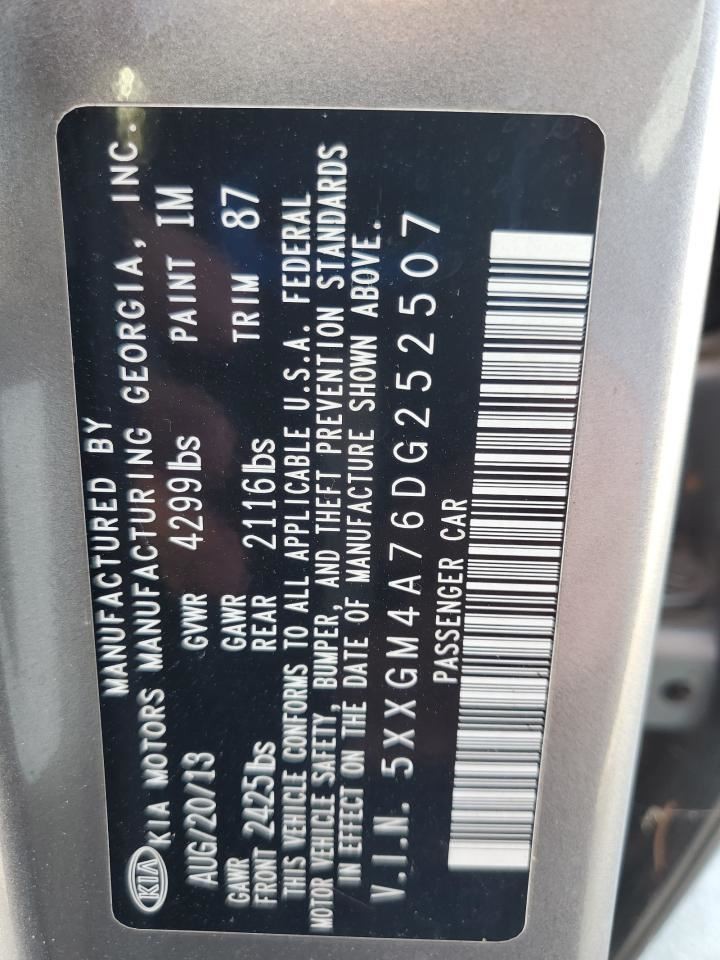 MANUFACTURED BY
KIA KIA MOTORS MANUFACTURING GEORGIA, INC.
AUG/20/13 GVWR 4299lbs PAINT IM
GAWR FRONT 2425lbs GAWR REAR 2116lbs TRIM 87
THIS VEHICLE CONFORMS TO ALL APPLICABLE U.S.A. FEDERAL
MOTOR VEHICLE SAFETY, BUMPER, AND THEFT PREVENTION STANDARDS
IN EFFECT ON THE DATE OF MANUFACTURE SHOWN ABOVE.
V.I.N. 5XXGM4A76DG252507
PASSENGER CAR